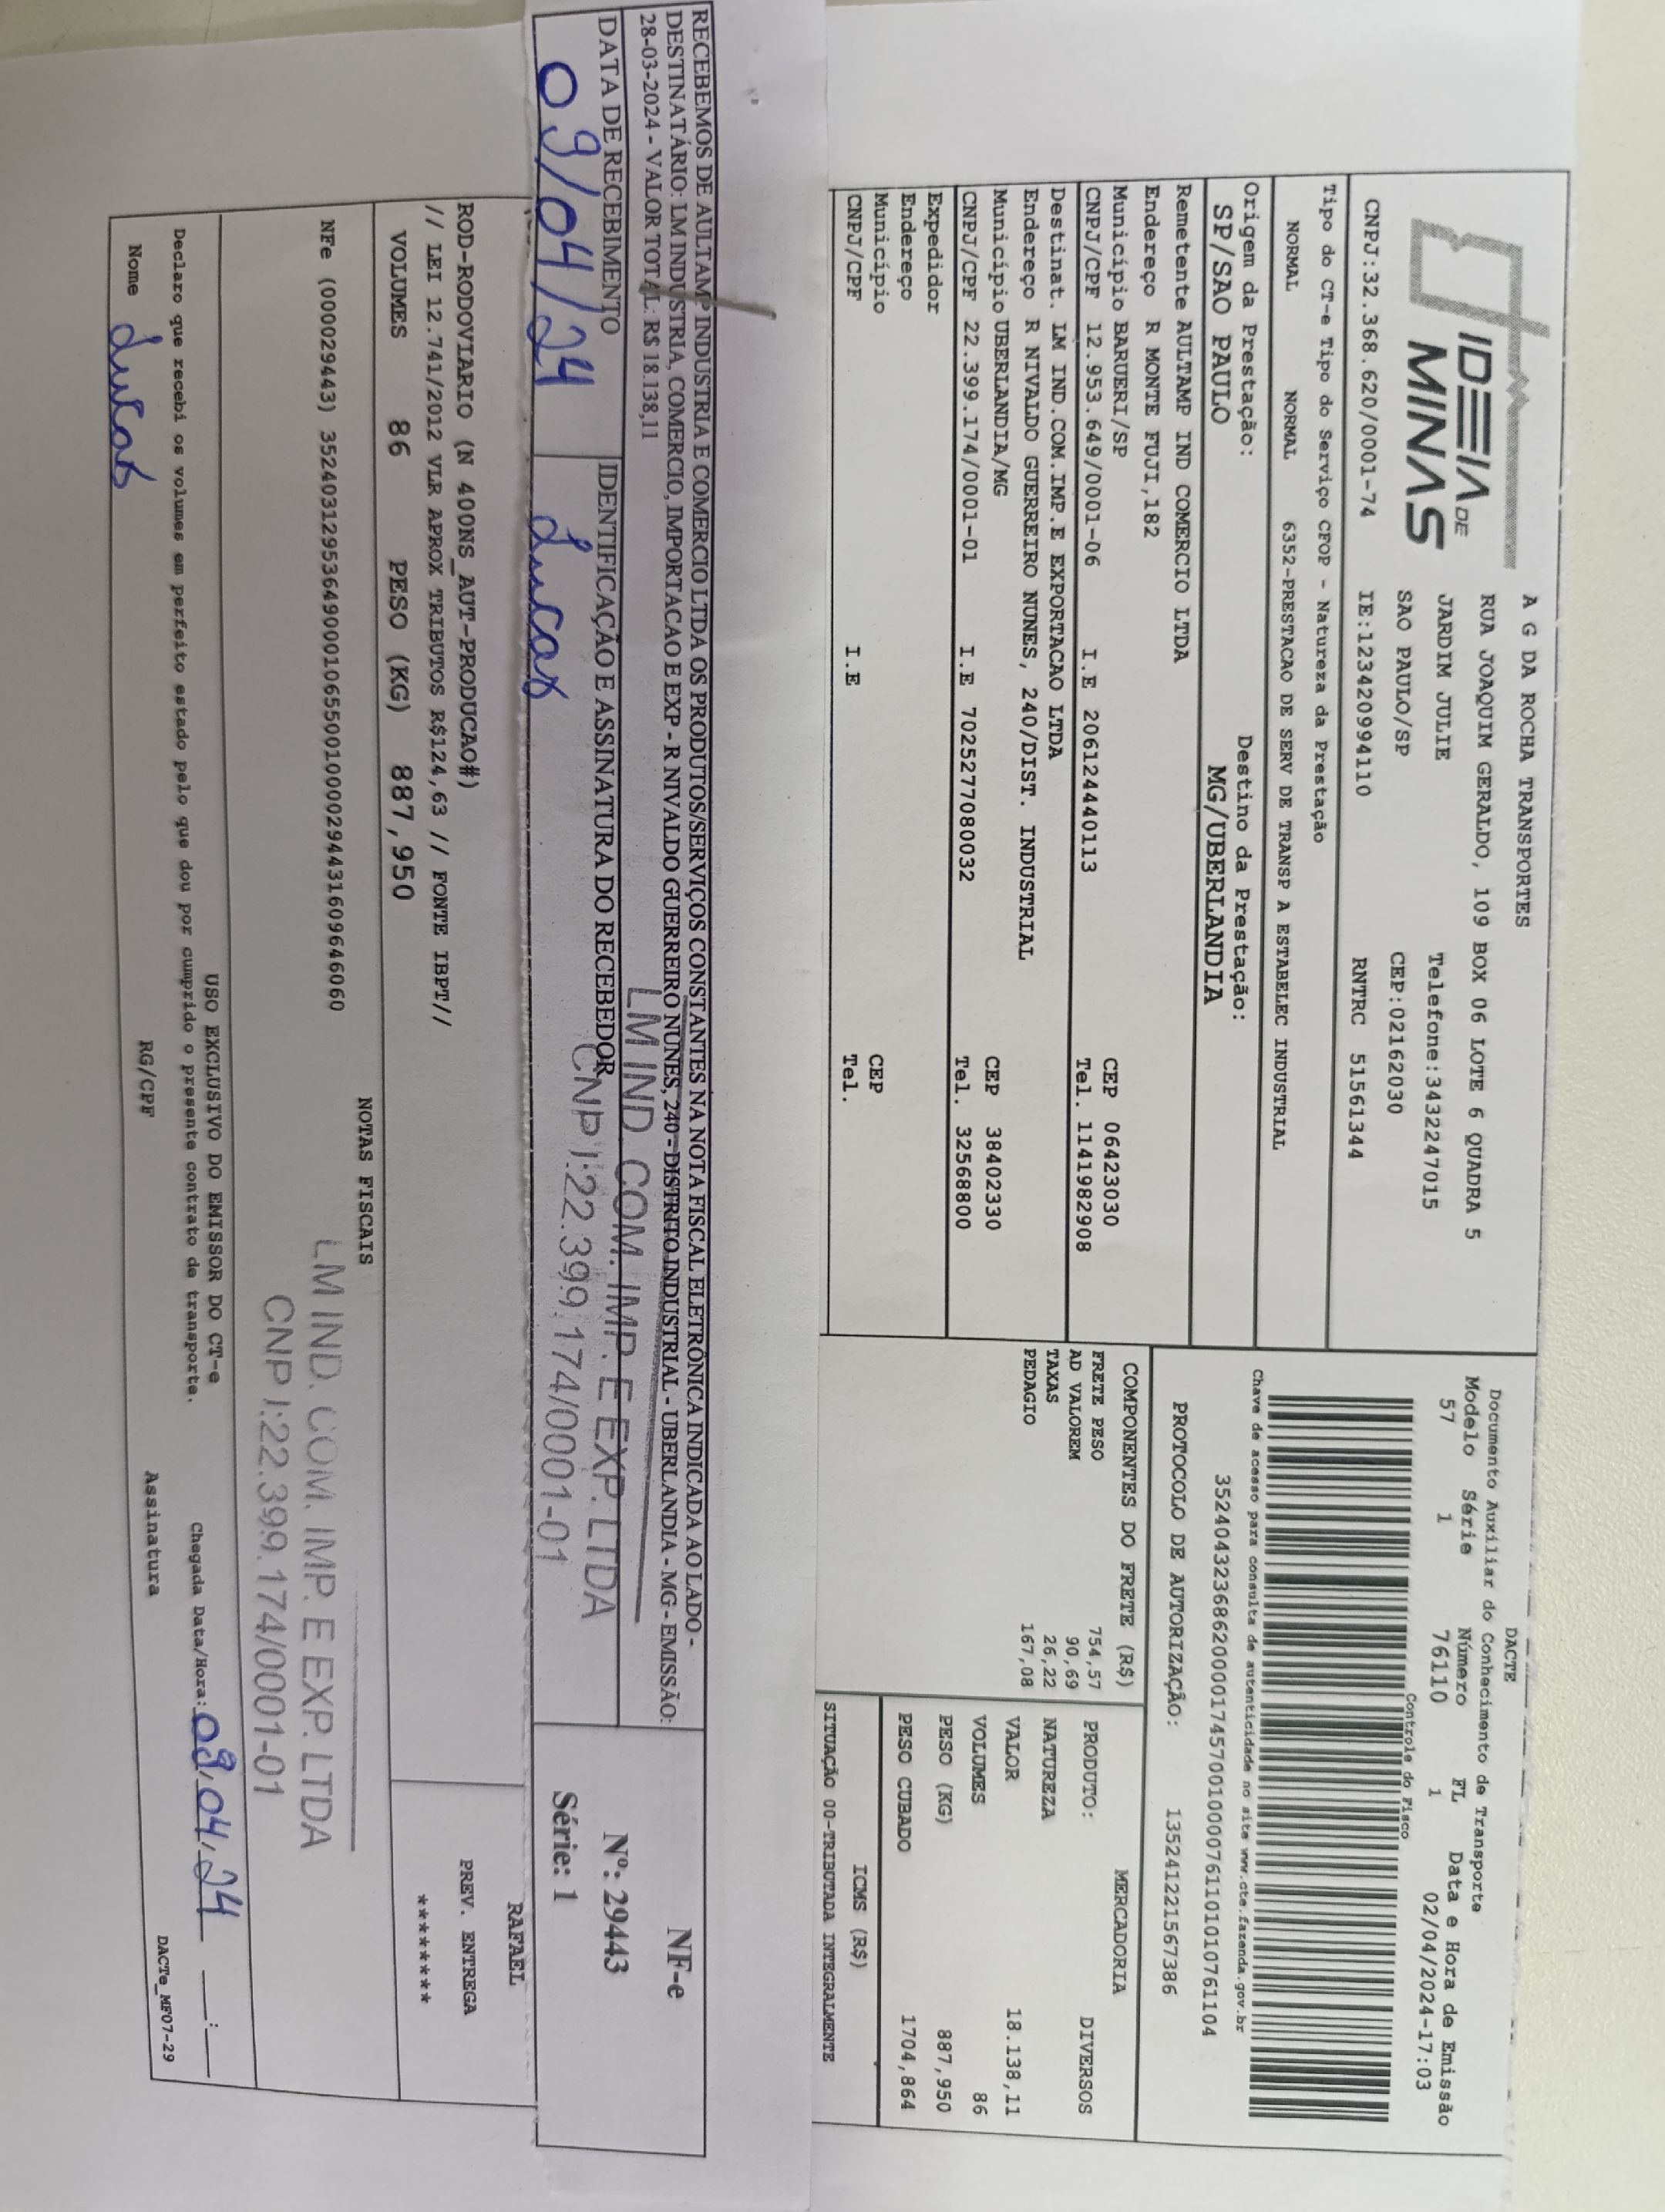 IDEIA DE
MINAS
A G DA ROCHA TRANSPORTES
RUA JOAQUIM GERALDO, 109 BOX 06 LOTE 6 QUADRA 5
JARDIM JULIE Telefone:3432247015
SAO PAULO/SP CEP:02162030
CNPJ:32.368.620/0001-74 IE:123420994110 RNTRC 51561344
DACTE
Documento Auxiliar do Conhecimento de Transporte
Modelo Série Número FL Data e Hora de Emissão
57 1 76110 1 02/04/2024-17:03
Controle do Fisco
Tipo do CT-e Tipo do Serviço CFOP - Natureza da Prestação
NORMAL NORMAL 6352-PRESTACAO DE SERV DE TRANSP A ESTABELEC INDUSTRIAL
Chave de acesso para consulta de autenticidade no site www.cte.fazenda.gov.br
35240432368620000174570010000761101010761104
Origem da Prestação: Destino da Prestação:
SP/SAO PAULO MG/UBERLANDIA
PROTOCOLO DE AUTORIZAÇÃO: 135241221567386
Remetente AULTAMP IND COMERCIO LTDA
Endereço R MONTE FUJI,182
Município BARUERI/SP CEP 06423030
CNPJ/CPF 12.953.649/0001-06 I.E 206124440113 Tel. 1141982908
Destinat. LM IND.COM.IMP.E EXPORTACAO LTDA
Endereço R NIVALDO GUERREIRO NUNES, 240/DIST. INDUSTRIAL
Município UBERLANDIA/MG CEP 38402330
CNPJ/CPF 22.399.174/0001-01 I.E 7025277080032 Tel. 32568800
Expedidor
Endereço
Município CEP
CNPJ/CPF I.E Tel.
COMPONENTES DO FRETE (R$)
FRETE PESO 754,57
AD VALOREM 90,69
TAXAS 26,22
PEDAGIO 167,08
MERCADORIA
PRODUTO: DIVERSOS
NATUREZA
VALOR 18.138,11
VOLUMES 86
PESO (KG) 887,950
PESO CUBADO 1704,864
ICMS (R$)
SITUAÇÃO 00-TRIBUTADA INTEGRALMENTE
RECEBEMOS DE AULTAMP INDUSTRIA E COMERCIO LTDA OS PRODUTOS/SERVIÇOS CONSTANTES NA NOTA FISCAL ELETRÔNICA INDICADA AO LADO -
DESTINATÁRIO: LM INDUSTRIA, COMERCIO, IMPORTACAO E EXP - R NIVALDO GUERREIRO NUNES, 240 - DISTRITO INDUSTRIAL - UBERLANDIA - MG - EMISSÃO:
28-03-2024 - VALOR TOTAL: R$ 18.138,11
DATA DE RECEBIMENTO IDENTIFICAÇÃO E ASSINATURA DO RECEBEDOR
09/04/24 Lucas
LM IND. COM. IMP. E EXP. LTDA
CNPJ:22.399.174/0001-01
NF-e
Nº: 29443
Série: 1
RAFAEL
ROD-RODOVIARIO (N 400NS_AUT-PRODUCAO#)
// LEI 12.741/2012 VLR APROX TRIBUTOS R$124,63 // FONTE IBPT//
PREV. ENTREGA
********
VOLUMES 86 PESO (KG) 887,950
NOTAS FISCAIS
NFe (000029443) 35240312953649000106550010000294431609646060
LM IND. COM. IMP. E EXP. LTDA
CNPJ:22.399.174/0001-01
USO EXCLUSIVO DO EMISSOR DO CT-e
Declaro que recebi os volumes em perfeito estado pelo que dou por cumprido o presente contrato de transporte. Chegada Data/Hora: 09/04/24 ___:___
Nome Lucas RG/CPF Assinatura
DACTe_MF07-29